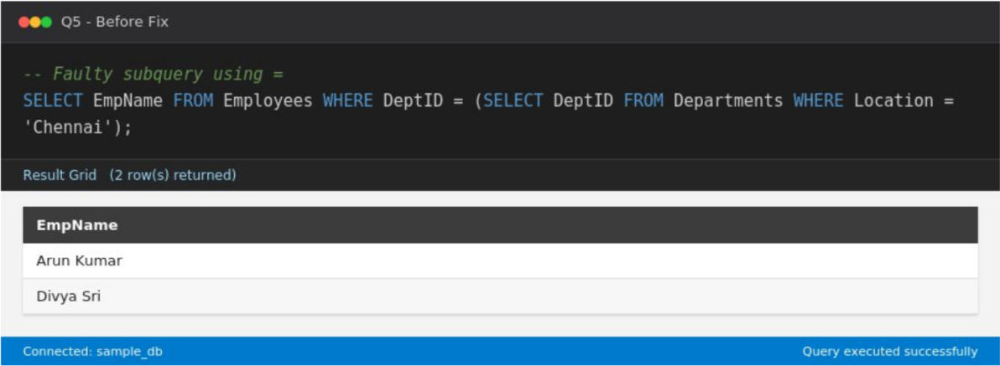 Q5 - Before Fix
-- Faulty subquery using =
SELECT EmpName FROM Employees WHERE DeptID = (SELECT DeptID FROM Departments WHERE Location =
'Chennai');
Result Grid (2 row(s) returned)
EmpName
Arun Kumar
Divya Sri
Connected: sample_db
Query executed successfully